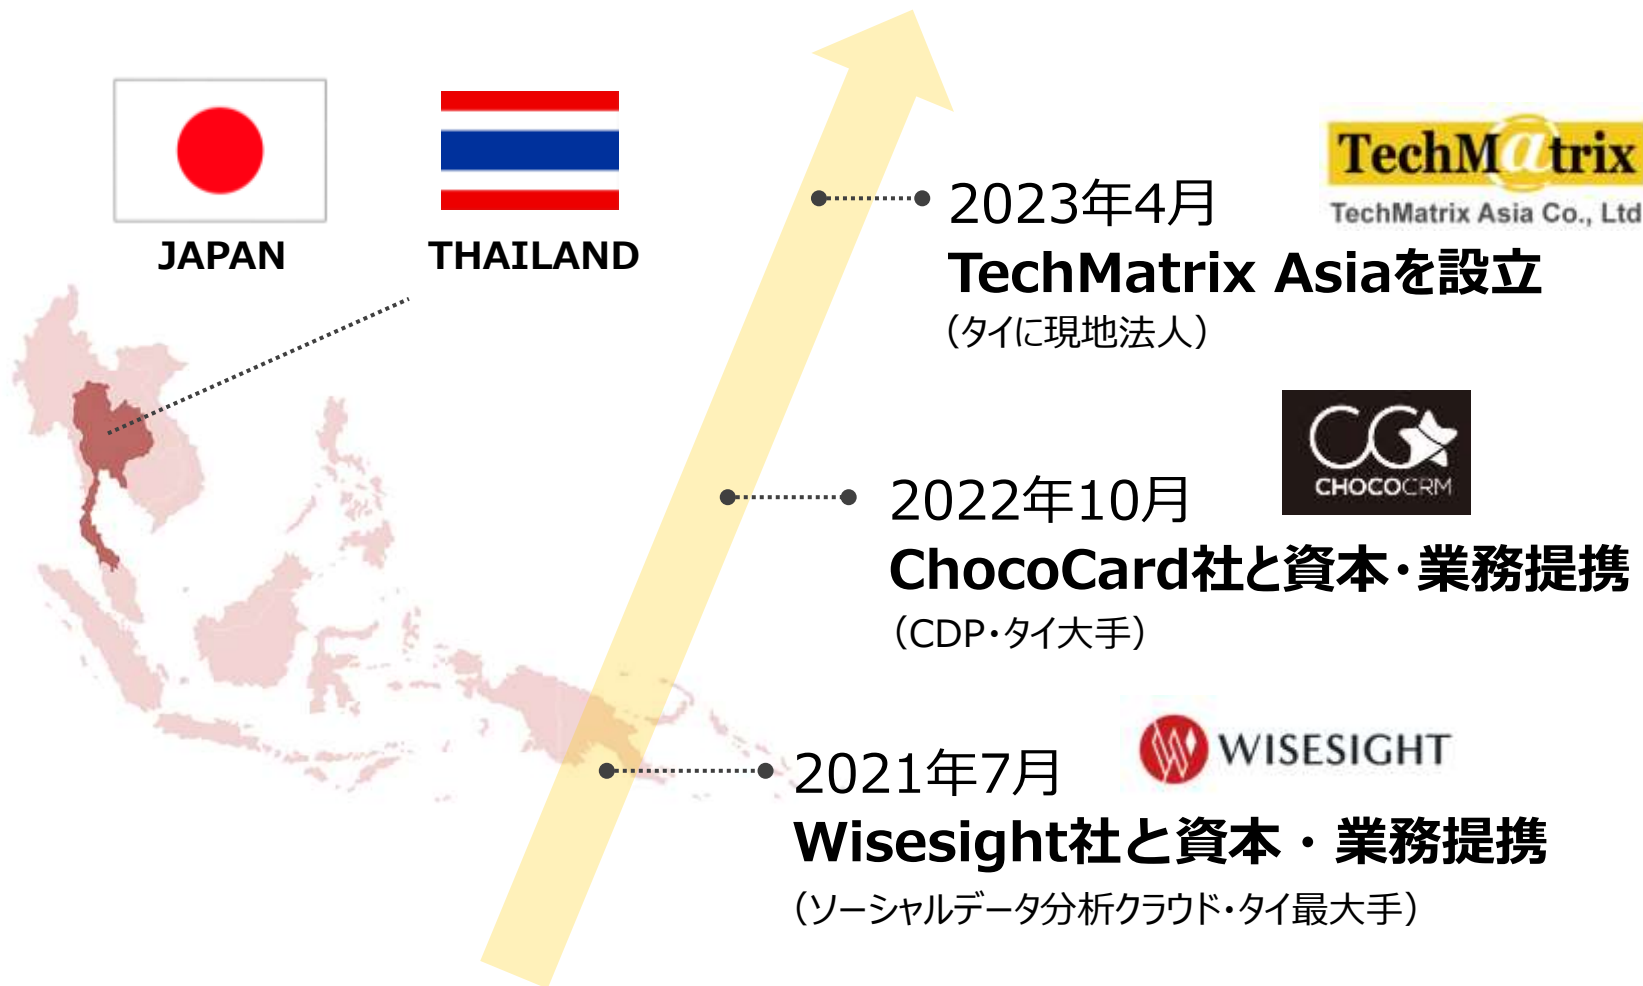 JAPAN
THAILAND
2023年4月
TechM@trix
TechMatrix Asia Co., Ltd
TechMatrix Asiaを設立
（タイに現地法人）
2022年10月
CHOCOCRM
ChocoCard社と資本・業務提携
（CDP・タイ大手）
2021年7月
WISESIGHT
Wisesight社と資本・業務提携
（ソーシャルデータ分析クラウド・タイ最大手）